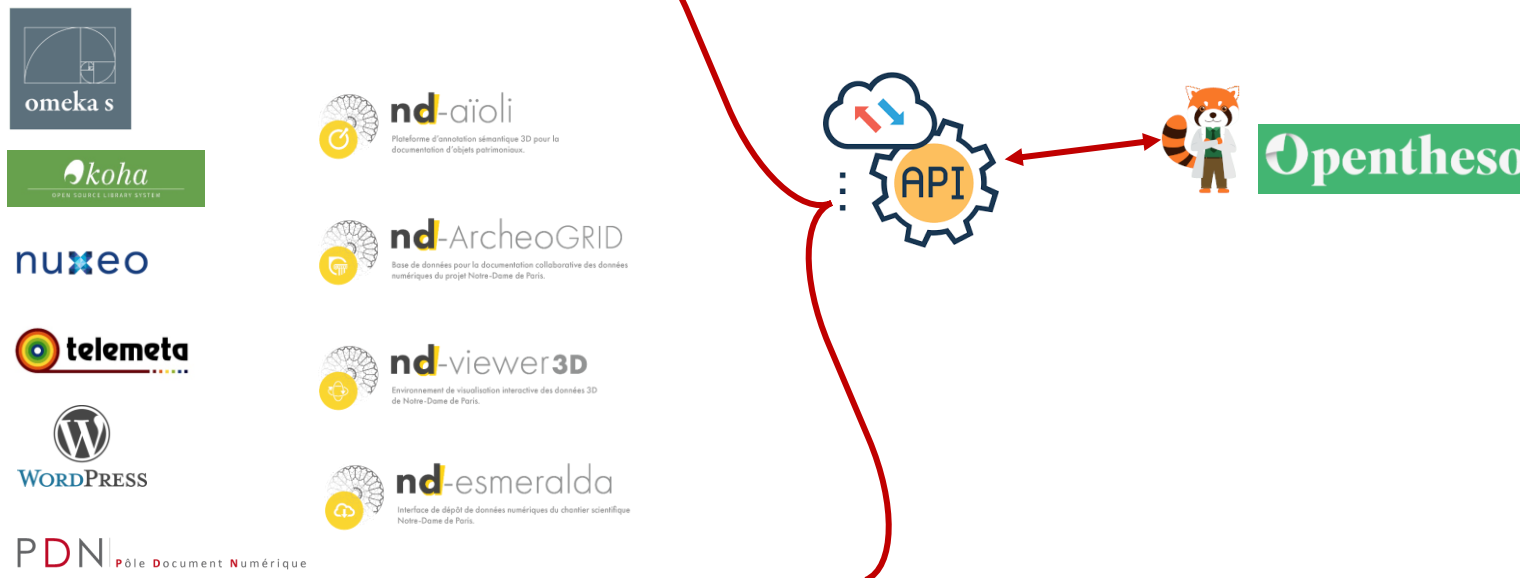 omeka s
koha
OPEN SOURCE LIBRARY SYSTEM
nuxeo
telemeta
WORDPRESS
PDN Pôle Document Numérique
nd-aïoli
Plateforme d'annotation sémantique 3D pour la
documentation d'objets patrimoniaux.
nd-ArcheoGRID
Base de données pour la documentation collaborative des données
numériques du projet Notre-Dame de Paris.
nd-viewer3D
Environnement de visualisation interactive des données 3D
de Notre-Dame de Paris.
nd-esmeralda
Interface de dépôt de données numériques du chantier scientifique
Notre-Dame de Paris.
API
Opentheso